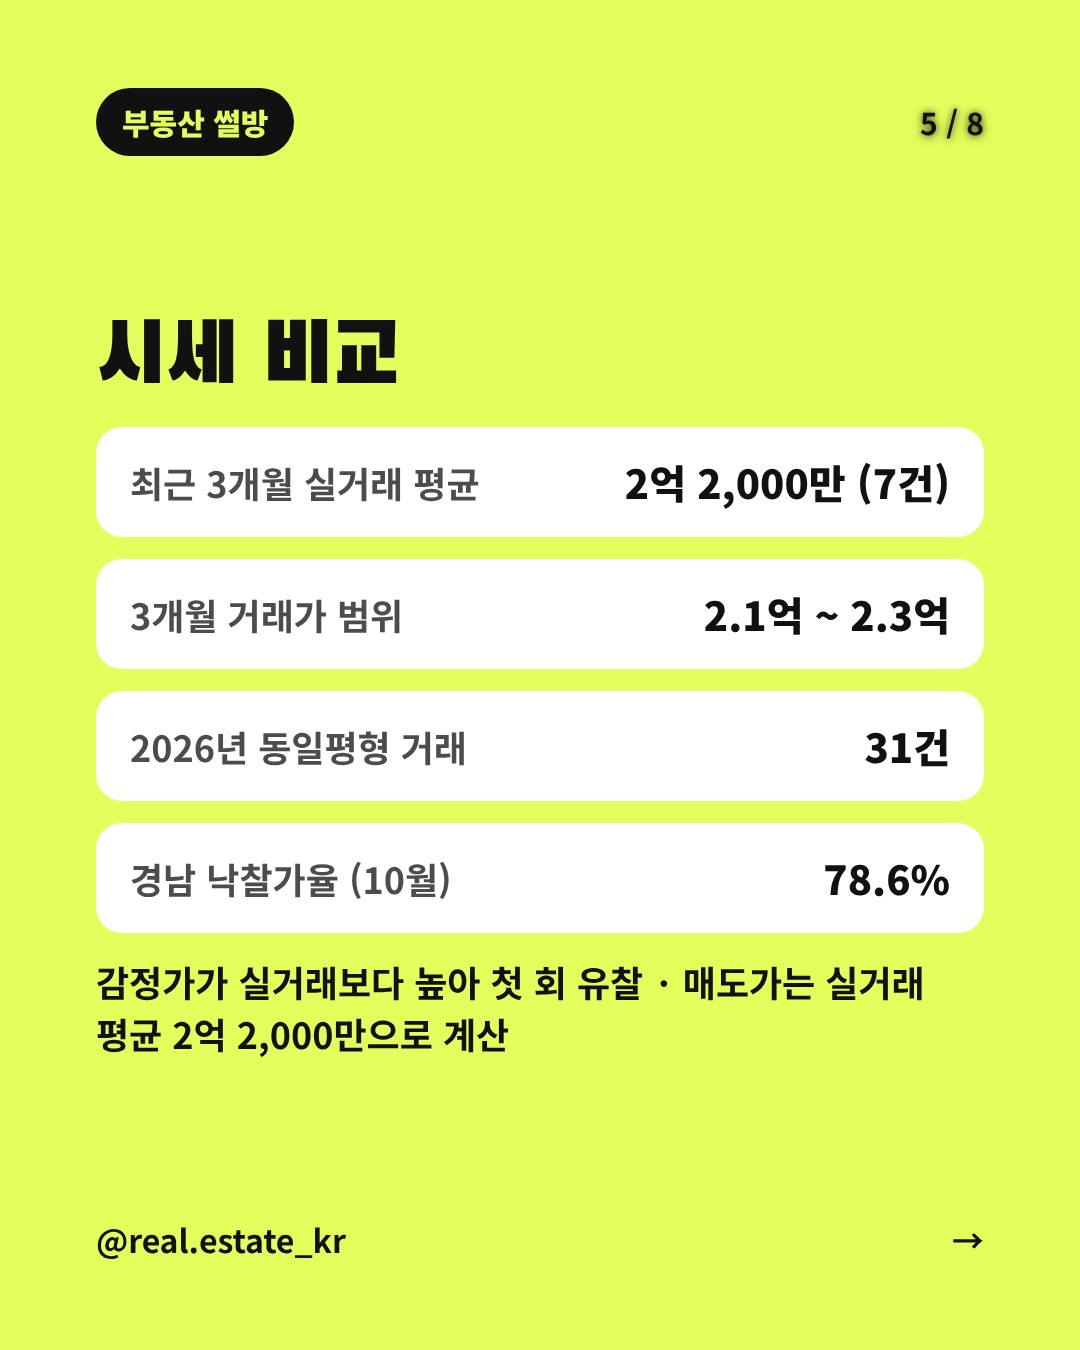 부동산 썰방
5 / 8
시세 비교
최근 3개월 실거래 평균 2억 2,000만 (7건)
3개월 거래가 범위 2.1억 ~ 2.3억
2026년 동일평형 거래 31건
경남 낙찰가율 (10월) 78.6%
감정가가 실거래보다 높아 첫 회 유찰 · 매도가는 실거래
평균 2억 2,000만으로 계산
@real.estate_kr →